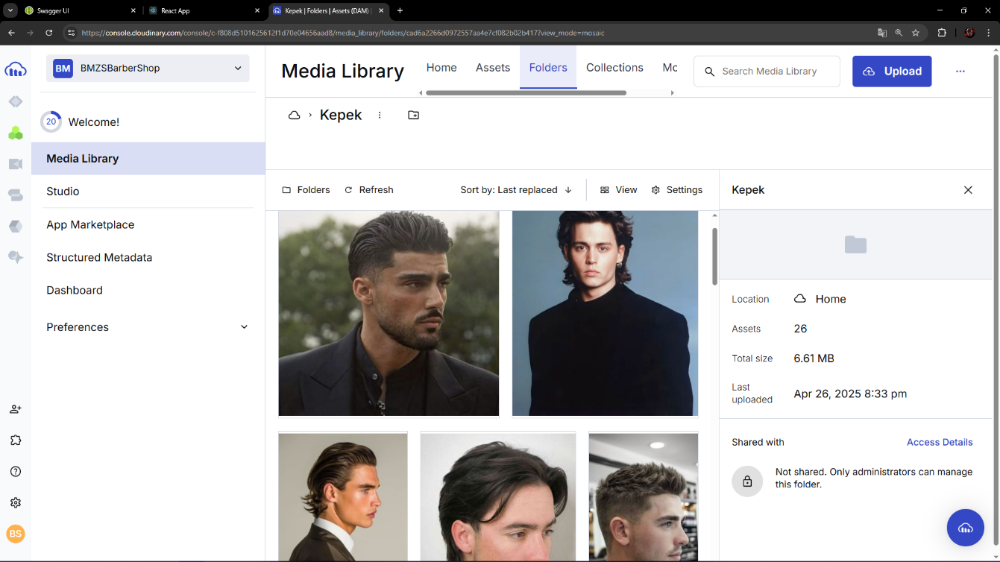 Swagger UI
React App
Kepek | Folders | Assets (DAM)
https://console.cloudinary.com/console/c-f808d5101625612f1d70e04656aad8/media_library/folders/cad6a2266d0972557aa4e7cf082b02b417?view_mode=mosaic
BM BMZSBarberShop
Media Library Home Assets Folders Collections Mo
Search Media Library
Upload
Kepek
20 Welcome!
Media Library
Studio
App Marketplace
Structured Metadata
Dashboard
Preferences
BS
Folders Refresh Sort by: Last replaced View Settings
Kepek
Location Home
Assets 26
Total size 6.61 MB
Last uploaded Apr 26, 2025 8:33 pm
Shared with Access Details
Not shared. Only administrators can manage
this folder.